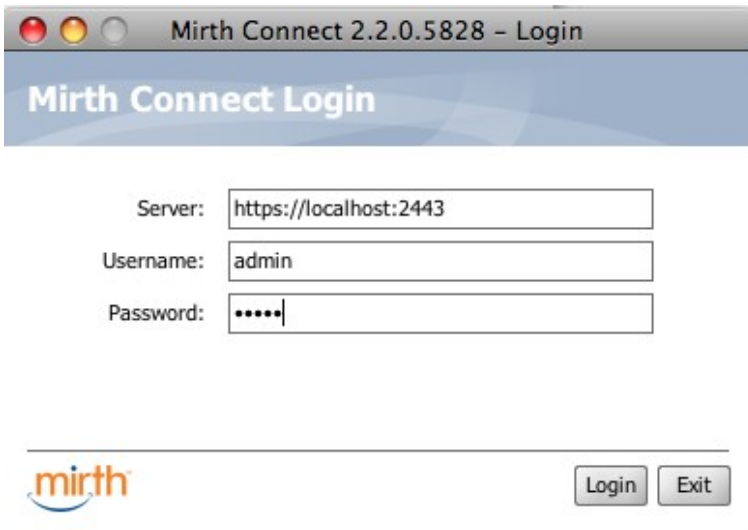 Mirth Connect 2.2.0.5828 – Login
Mirth Connect Login
Server: https://localhost:2443
Username: admin
Password: •••••
mirth
Login Exit